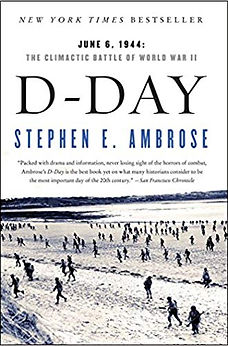 NEW YORK TIMES BESTSELLER
JUNE 6, 1944:
THE CLIMACTIC BATTLE OF WORLD WAR II
D-DAY
STEPHEN E. AMBROSE
"Packed with drama and information, never losing sight of the horrors of combat,
Ambrose's D-Day is the best book yet on what many historians consider to be
the most important day of the 20th century." —San Francisco Chronicle